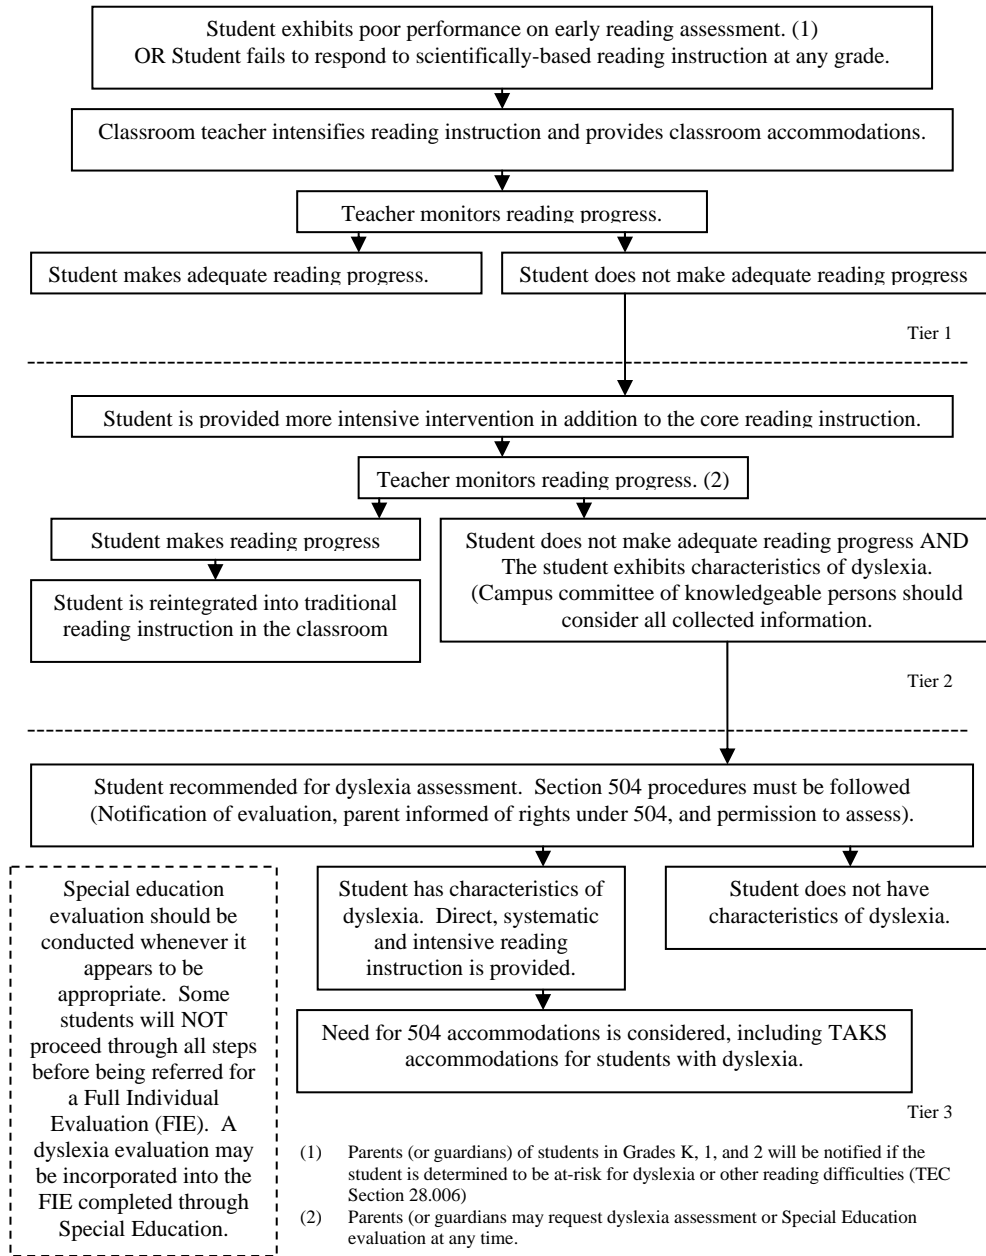 Student exhibits poor performance on early reading assessment. (1)
OR Student fails to respond to scientifically-based reading instruction at any grade.
Classroom teacher intensifies reading instruction and provides classroom accommodations.
Teacher monitors reading progress.
Student makes adequate reading progress.
Student does not make adequate reading progress
Tier 1
Student is provided more intensive intervention in addition to the core reading instruction.
Teacher monitors reading progress. (2)
Student makes reading progress
Student is reintegrated into traditional
reading instruction in the classroom
Student does not make adequate reading progress AND
The student exhibits characteristics of dyslexia.
(Campus committee of knowledgeable persons should
consider all collected information.
Tier 2
Student recommended for dyslexia assessment. Section 504 procedures must be followed
(Notification of evaluation, parent informed of rights under 504, and permission to assess).
Special education
evaluation should be
conducted whenever it
appears to be
appropriate. Some
students will NOT
proceed through all steps
before being referred for
a Full Individual
Evaluation (FIE). A
dyslexia evaluation may
be incorporated into the
FIE completed through
Special Education.
Student has characteristics of
dyslexia. Direct, systematic
and intensive reading
instruction is provided.
Student does not have
characteristics of dyslexia.
Need for 504 accommodations is considered, including TAKS
accommodations for students with dyslexia.
Tier 3
(1) Parents (or guardians) of students in Grades K, 1, and 2 will be notified if the
student is determined to be at-risk for dyslexia or other reading difficulties (TEC
Section 28.006)
(2) Parents (or guardians may request dyslexia assessment or Special Education
evaluation at any time.